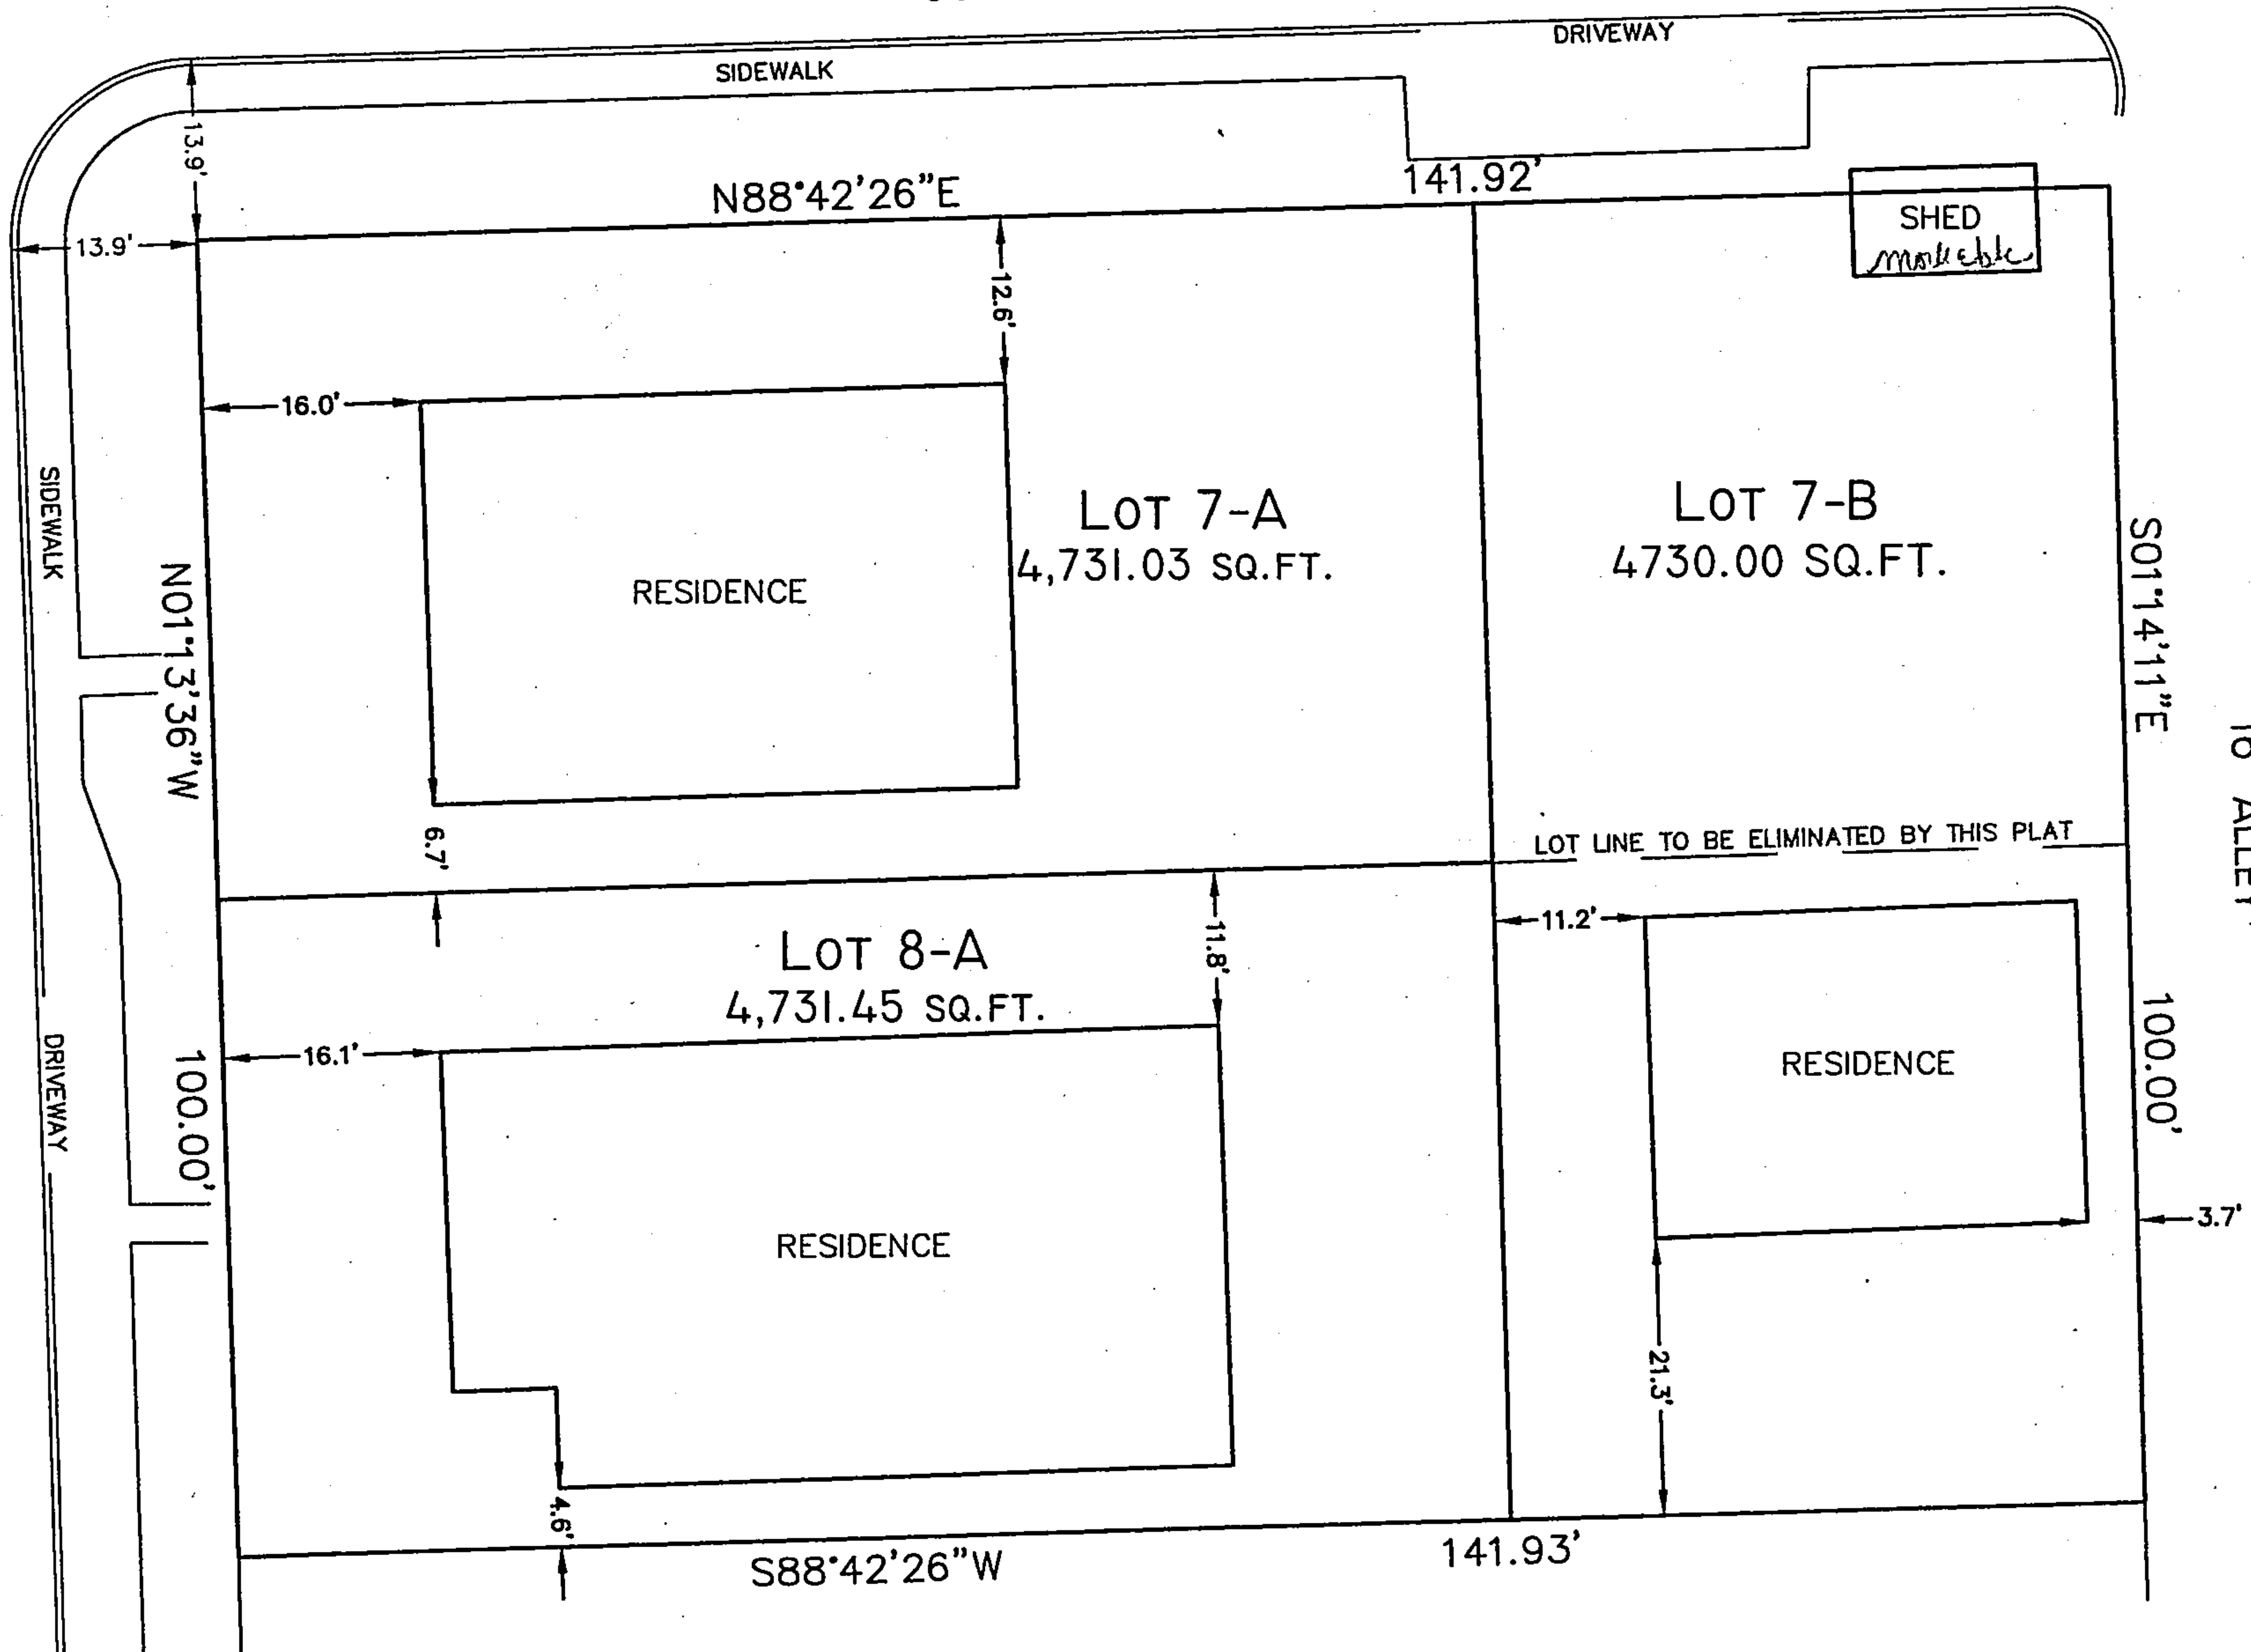 DRIVEWAY
SIDEWALK
13.9'
141.92'
N88°42'26"E
SHED
13.9'
12.6'
16.0'
LOT 7-A
4,731.03 SQ.FT.
LOT 7-B
4730.00 SQ.FT.
SIDEWALK
RESIDENCE
N01°13'36"W
S01°14'11"E
16' ALLEY
LOT LINE TO BE ELIMINATED BY THIS PLAT
6.7'
LOT 8-A
4,731.45 SQ.FT.
11.8'
11.2'
16.1'
RESIDENCE
100.00'
DRIVEWAY
100.00'
3.7'
RESIDENCE
21.3'
4.6'
141.93'
S88°42'26"W